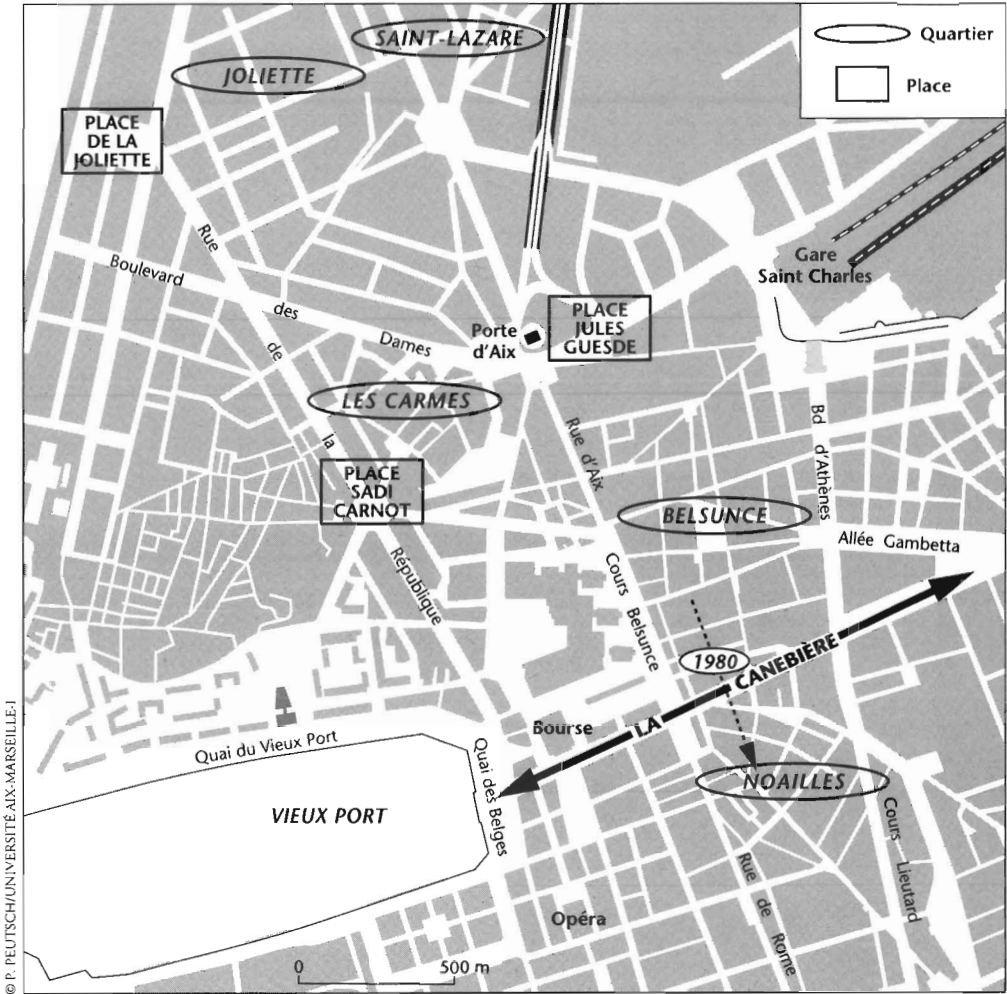 SAINT-LAZARE
Quartier
JOLIETTE
Place
PLACE
DE LA
JOLIETTE
Rue
de
la
République
Boulevard
des
Dames
Gare
Saint Charles
Porte
d'Aix
PLACE
JULES
GUESDE
LES CARMES
Rue d'Aix
Bd d'Athènes
PLACE
SADI
CARNOT
BELSUNCE
Allée Gambetta
Cours Belsunce
1980
LA CANEBIÈRE
Bourse
Quai du Vieux Port
Quai des Belges
NOAILLES
VIEUX PORT
Cours Lieutard
Rue de Rome
Opéra
0 500 m
© P. PEUTSCH/UNIVERSITÉ AIX-MARSEILLE-I